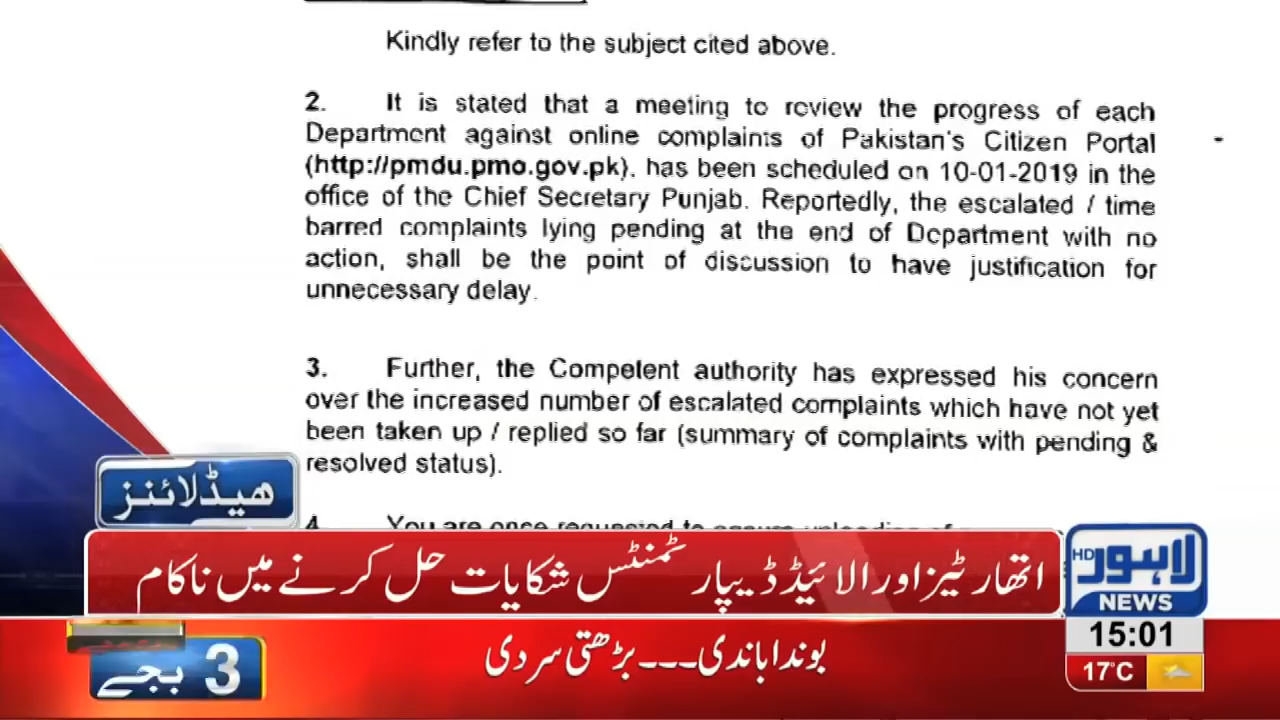 Kindly refer to the subject cited above.
2. It is stated that a meeting to review the progress of each
Department against online complaints of Pakistan's Citizen Portal
(http://pmdu.pmo.gov.pk), has been scheduled on 10-01-2019 in the
office of the Chief Secretary Punjab. Reportedly, the escalated / time
barred complaints lying pending at the end of Department with no
action, shall be the point of discussion to have justification for
unnecessary delay.
3. Further, the Competent authority has expressed his concern
over the increased number of escalated complaints which have not yet
been taken up / replied so far (summary of complaints with pending &
resolved status).
4. You are once requested to
ہیڈلائنز
اتھارٹیز اور الائیڈ ڈیپارٹمنٹس شکایات حل کرنے میں ناکام
لاہور HD
NEWS
15:01
17°C
بوندا باندی۔۔۔ بڑھتی سردی
3 بجے